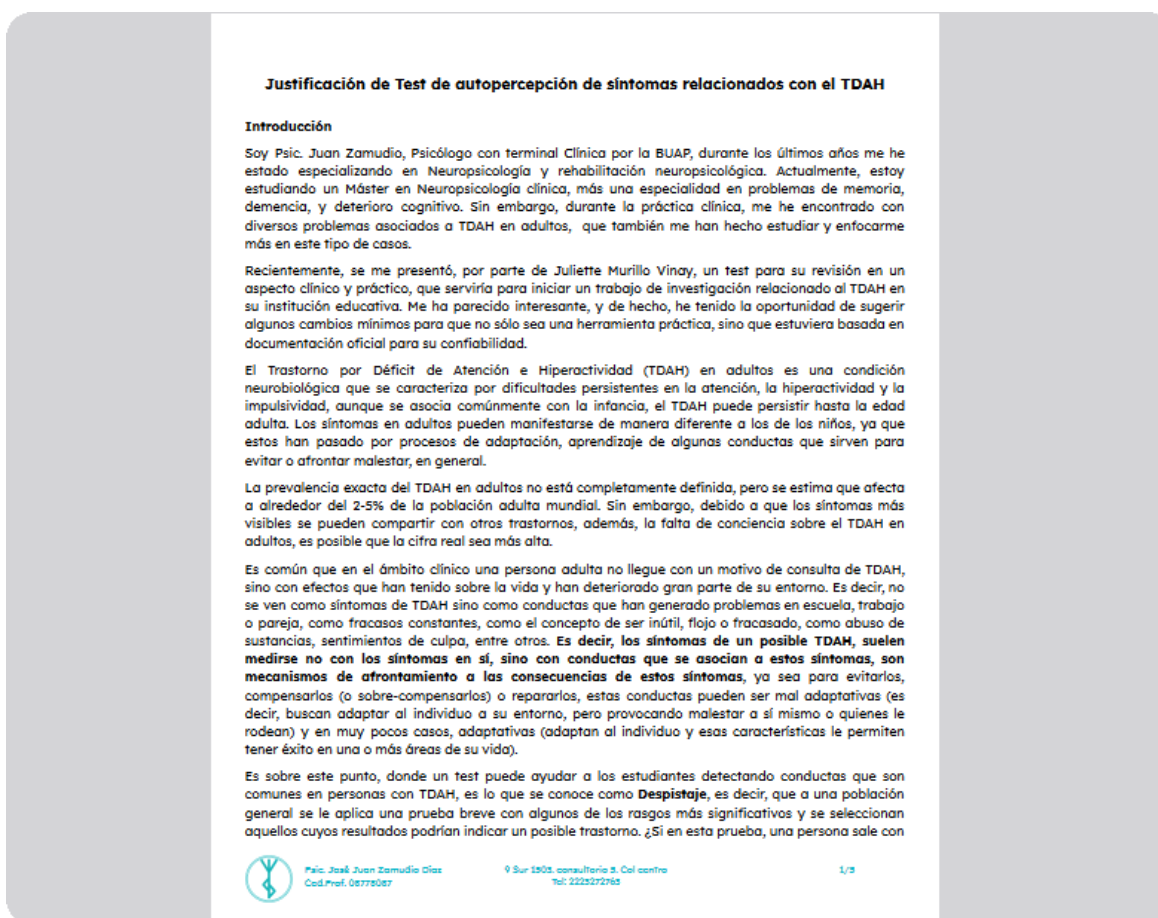 Justificación de Test de autopercepción de síntomas relacionados con el TDAH
Introducción
Soy Psic. Juan Zamudio, Psicólogo con terminal Clínica por la BUAP, durante los últimos años me he
estado especializando en Neuropsicología y rehabilitación neuropsicológica. Actualmente, estoy
estudiando un Máster en Neuropsicología clínica, más una especialidad en problemas de memoria,
demencia, y deterioro cognitivo. Sin embargo, durante la práctica clínica, me he encontrado con
diversos problemas asociados a TDAH en adultos, que también me han hecho estudiar y enfocarme
más en este tipo de casos.
Recientemente, se me presentó, por parte de Juliette Murillo Vinay, un test para su revisión en un
aspecto clínico y práctico, que serviría para iniciar un trabajo de investigación relacionado al TDAH en
su institución educativa. Me ha parecido interesante, y de hecho, he tenido la oportunidad de sugerir
algunos cambios mínimos para que no sólo sea una herramienta práctica, sino que estuviera basada en
documentación oficial para su confiabilidad.
El Trastorno por Déficit de Atención e Hiperactividad (TDAH) en adultos es una condición
neurobiológica que se caracteriza por dificultades persistentes en la atención, la hiperactividad y la
impulsividad, aunque se asocia comúnmente con la infancia, el TDAH puede persistir hasta la edad
adulta. Los síntomas en adultos pueden manifestarse de manera diferente a los de los niños, ya que
estos han pasado por procesos de adaptación, aprendizaje de algunas conductas que sirven para
evitar o afrontar malestar, en general.
La prevalencia exacta del TDAH en adultos no está completamente definida, pero se estima que afecta
a alrededor del 2-5% de la población adulta mundial. Sin embargo, debido a que los síntomas más
visibles se pueden compartir con otros trastornos, además, la falta de conciencia sobre el TDAH en
adultos, es posible que la cifra real sea más alta.
Es común que en el ámbito clínico una persona adulta no llegue con un motivo de consulta de TDAH,
sino con efectos que han tenido sobre la vida y han deteriorado gran parte de su entorno. Es decir, no
se ven como síntomas de TDAH sino como conductas que han generado problemas en escuela, trabajo
o pareja, como fracasos constantes, como el concepto de ser inútil, flojo o fracasado, como abuso de
sustancias, sentimientos de culpa, entre otros. Es decir, los síntomas de un posible TDAH, suelen
medirse no con los síntomas en sí, sino con conductas que se asocian a estos síntomas, son
mecanismos de afrontamiento a las consecuencias de estos síntomas, ya sea para evitarlos,
compensarlos (o sobre-compensarlos) o repararlos, estas conductas pueden ser mal adaptativas (es
decir, buscan adaptar al individuo a su entorno, pero provocando malestar a sí mismo o quienes le
rodean) y en muy pocos casos, adaptativas (adaptan al individuo y esas características le permiten
tener éxito en una o más áreas de su vida).
Es sobre este punto, donde un test puede ayudar a los estudiantes detectando conductas que son
comunes en personas con TDAH, es lo que se conoce como Despistaje, es decir, que a una población
general se le aplica una prueba breve con algunos de los rasgos más significativos y se seleccionan
aquellos cuyos resultados podrían indicar un posible trastorno. ¿Si en esta prueba, una persona sale con
Psic. José Juan Zamudio Díaz 9 Sur 1503, consultorio 3. Col centro
Ced.Prof. 08778087 Tel: 2223272763